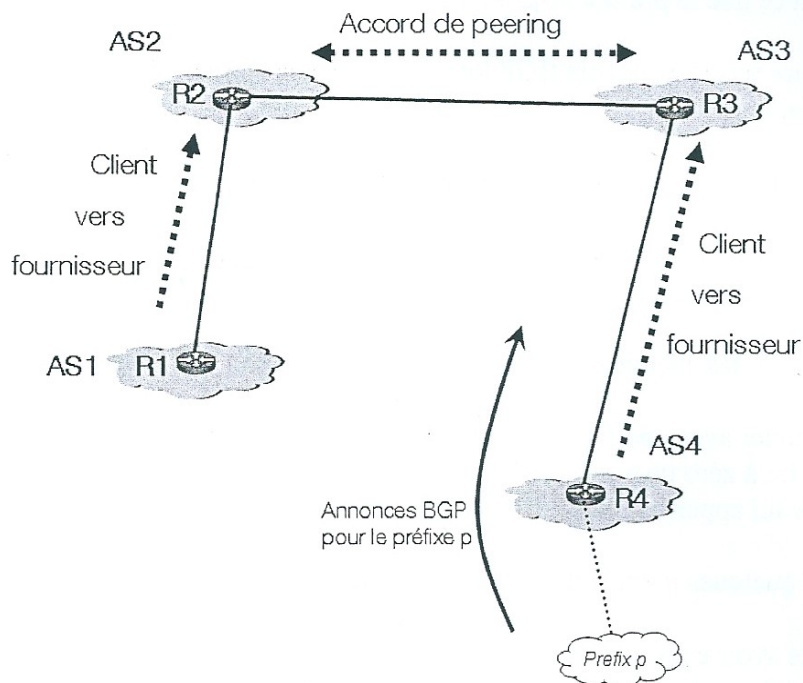 Accord de peering
AS2
AS3
R2
R3
Client
vers
fournisseur
Client
vers
fournisseur
AS1
R1
AS4
R4
Annonces BGP
pour le préfixe p
Prefix p